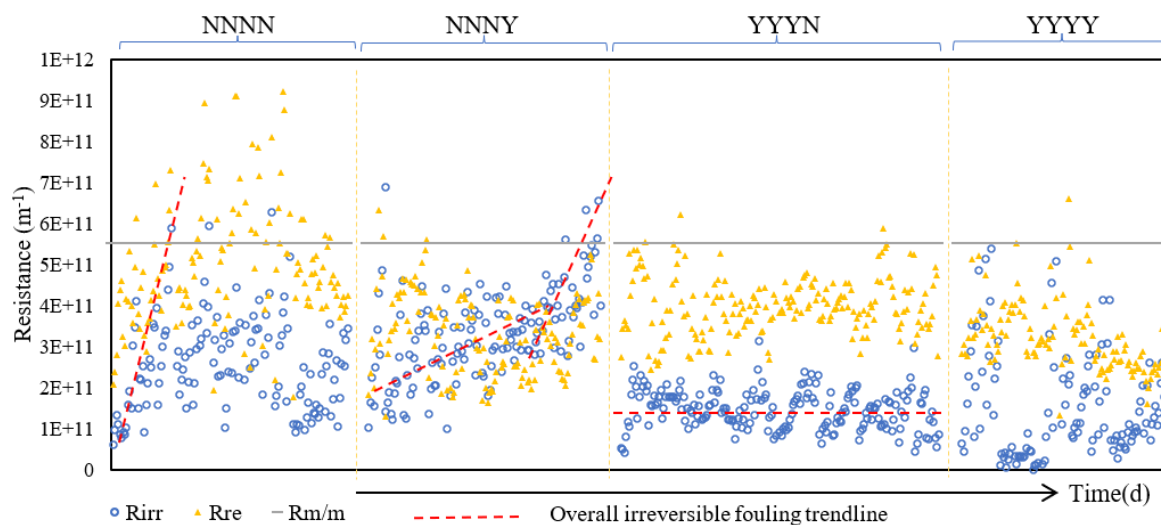 NNNN NNNY YYYN YYYY
1E+12
9E+11
8E+11
7E+11
6E+11
5E+11
4E+11
3E+11
2E+11
1E+11
0
Resistance (m⁻¹)
Time(d)
Rirr Rre Rm/m Overall irreversible fouling trendline